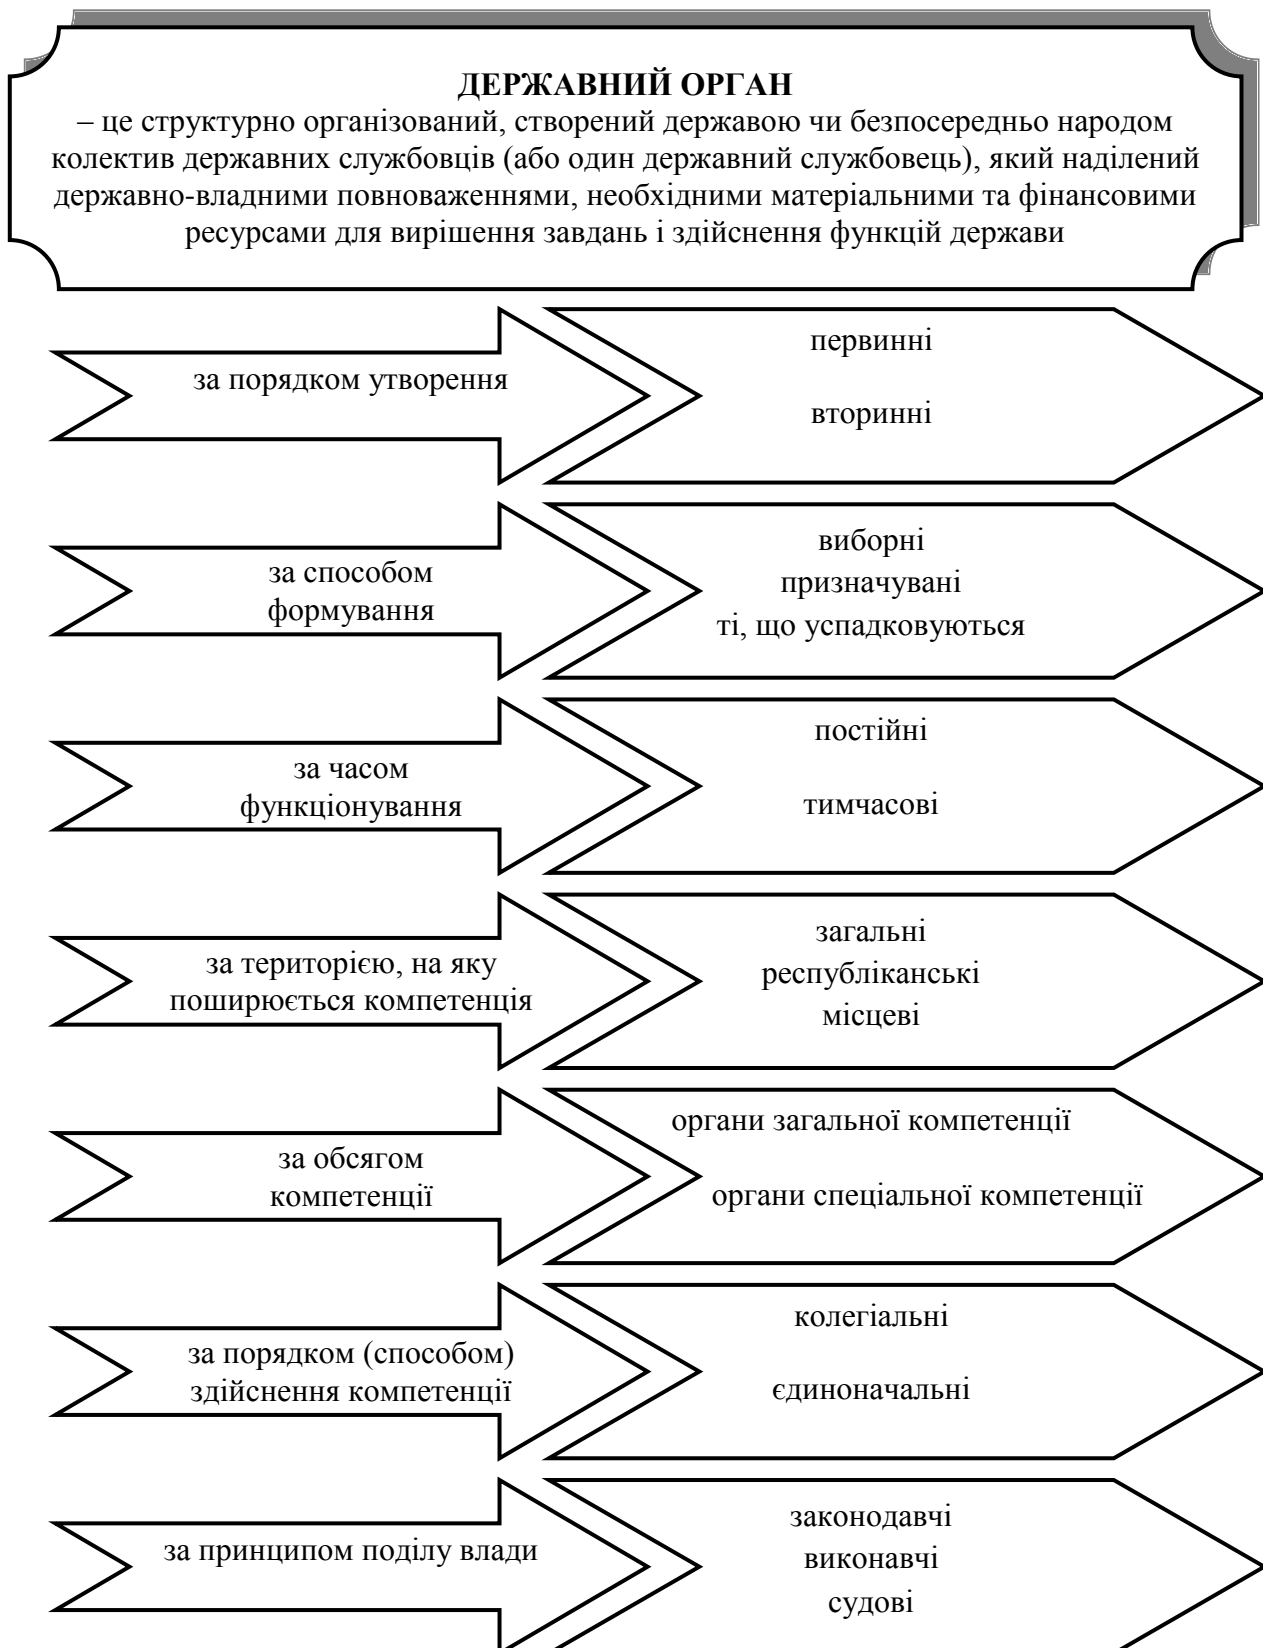 ДЕРЖАВНИЙ ОРГАН
– це структурно організований, створений державою чи безпосередньо народом
колектив державних службовців (або один державний службовець), який наділений
державно-владними повноваженнями, необхідними матеріальними та фінансовими
ресурсами для вирішення завдань і здійснення функцій держави
за порядком утворення
первинні
вторинні
за способом
формування
виборні
призначувані
ті, що успадковуються
за часом
функціонування
постійні
тимчасові
за територією, на яку
поширюється компетенція
загальні
республіканські
місцеві
за обсягом
компетенції
органи загальної компетенції
органи спеціальної компетенції
за порядком (способом)
здійснення компетенції
колегіальні
єдиноначальні
за принципом поділу влади
законодавчі
виконавчі
судові